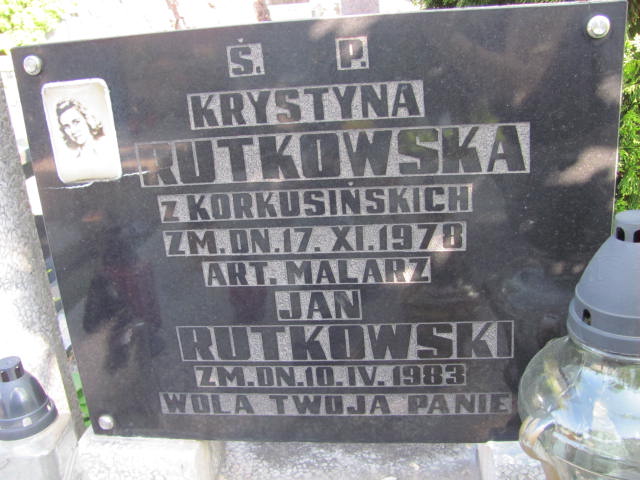 Ś. P.
KRYSTYNA
RUTKOWSKA
z KORKUSIŃSKICH
ZM. DN. 17. XI. 1978
ART. MALARZ
JAN
RUTKOWSKI
ZM. DN. 10. IV. 1983
WOLA TWOJA PANIE